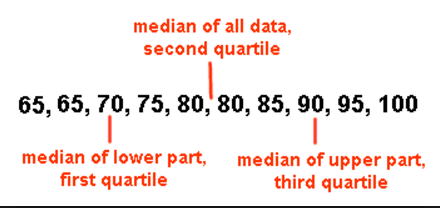 median of all data,
second quartile
65, 65, 70, 75, 80, 80, 85, 90, 95, 100
median of lower part,
first quartile
median of upper part,
third quartile